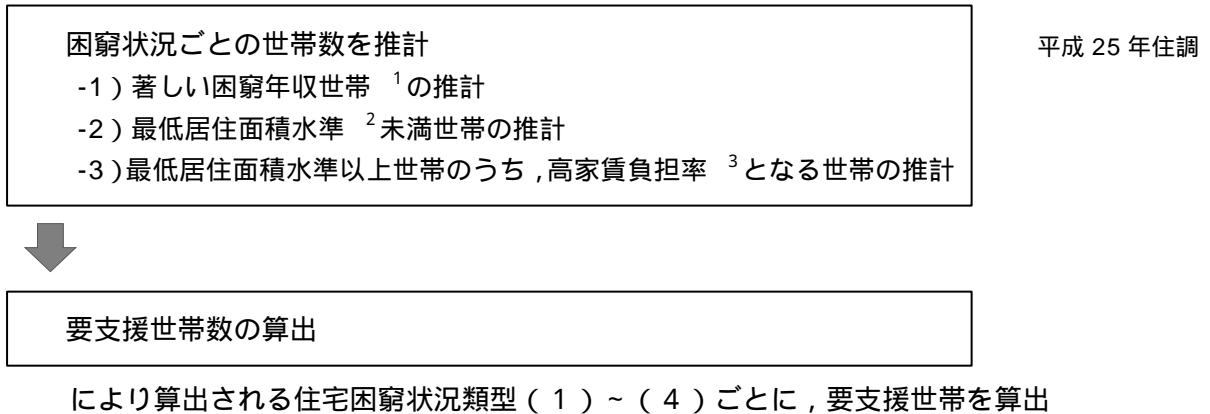 困窮状況ごとの世帯数を推計
平成 25 年住調
-1）著しい困窮年収世帯 1の推計
-2）最低居住面積水準 2未満世帯の推計
-3）最低居住面積水準以上世帯のうち，高家賃負担率 3となる世帯の推計
要支援世帯数の算出
により算出される住宅困窮状況類型（１）～（４）ごとに，要支援世帯を算出